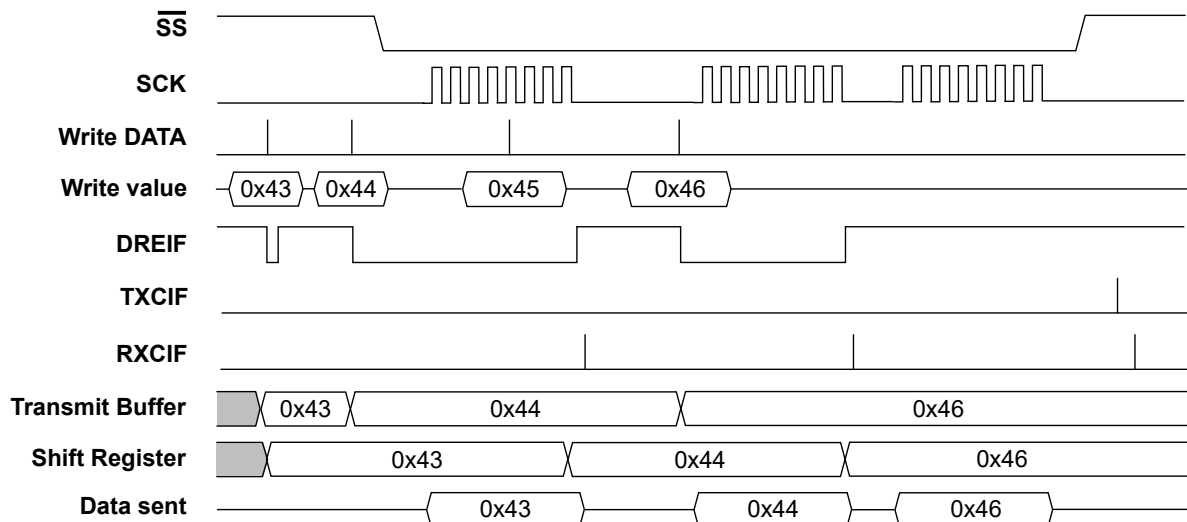 SS
SCK
Write DATA
Write value 0x43 0x44 0x45 0x46
DREIF
TXCIF
RXCIF
Transmit Buffer 0x43 0x44 0x46
Shift Register 0x43 0x44 0x46
Data sent 0x43 0x44 0x46